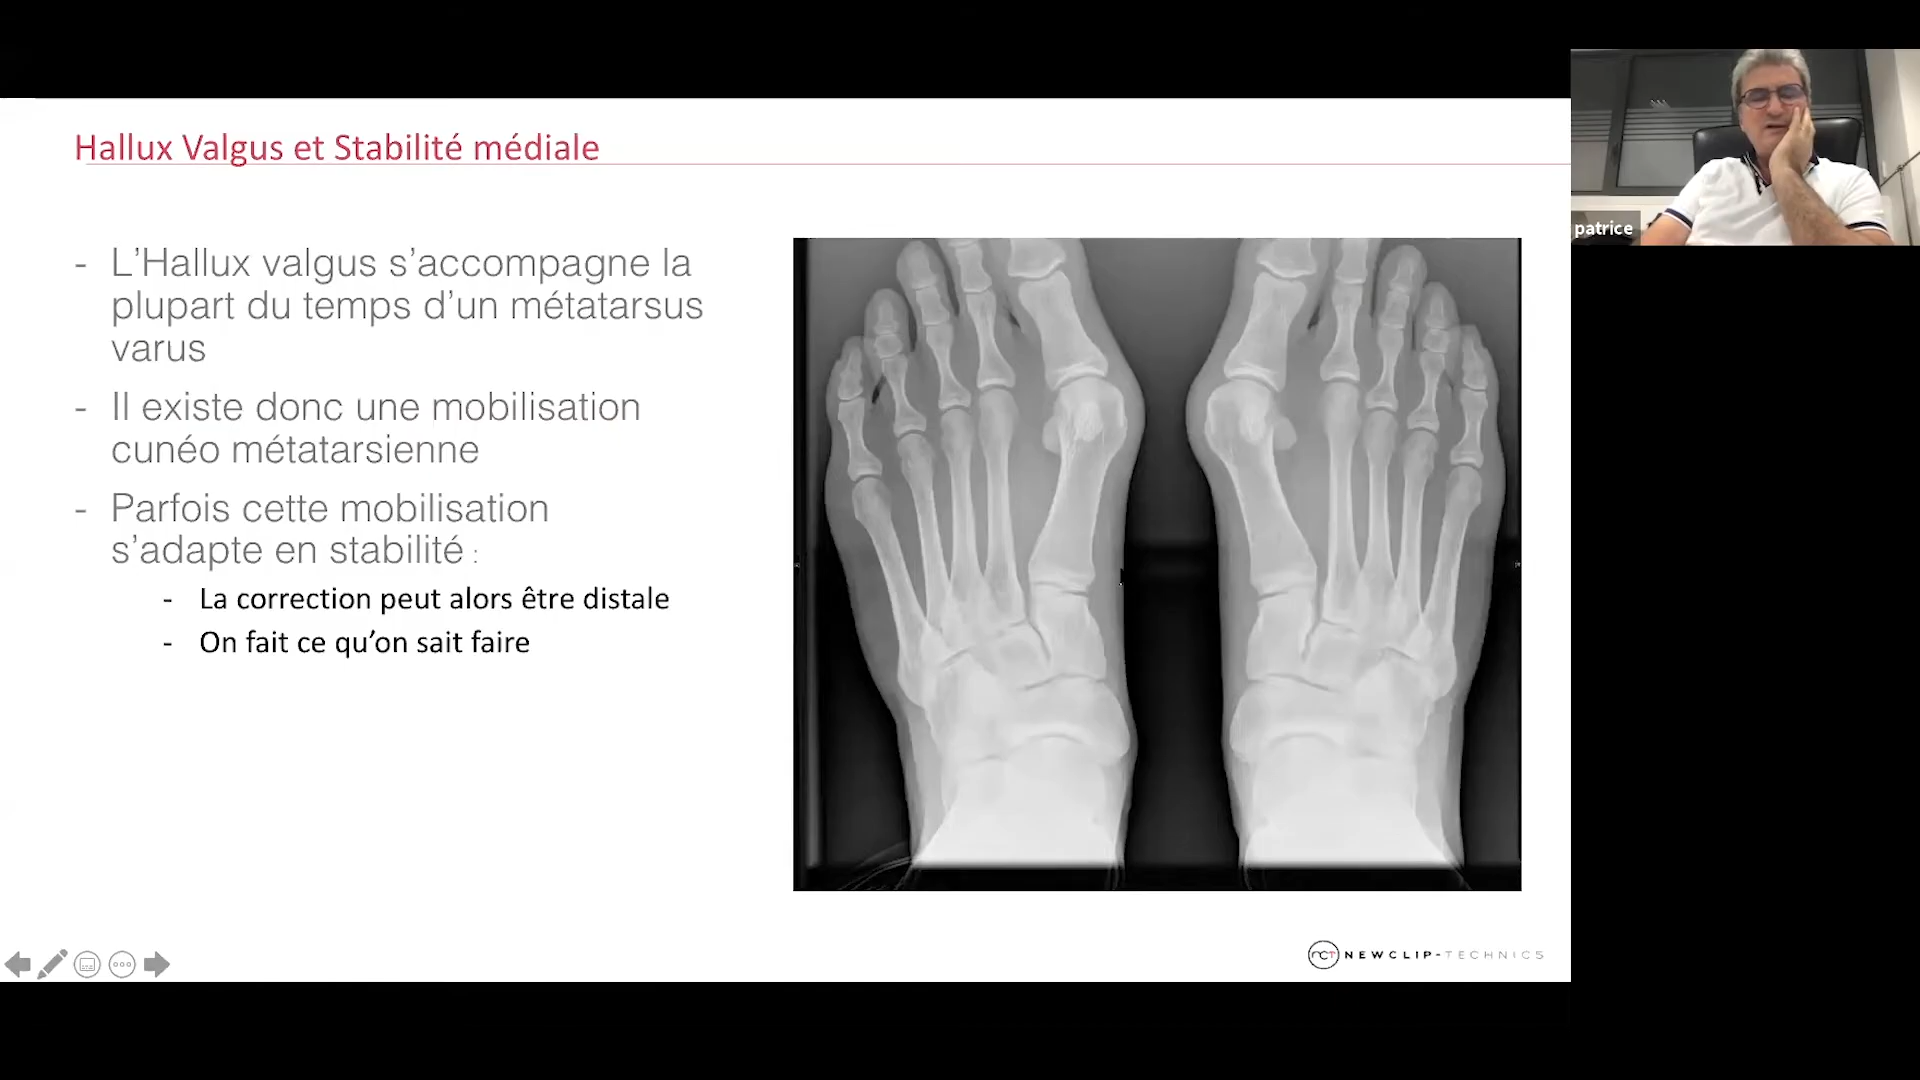 Hallux Valgus et Stabilité médiale
- L’Hallux valgus s’accompagne la
plupart du temps d’un métatarsus
varus
- Il existe donc une mobilisation
cunéo métatarsienne
- Parfois cette mobilisation
s’adapte en stabilité :
- La correction peut alors être distale
- On fait ce qu’on sait faire
patrice
NCT NEWCLIP-TECHNICS